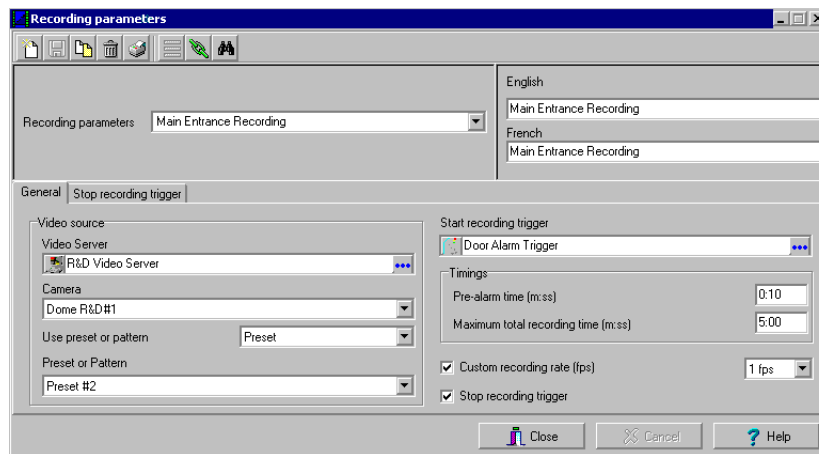 Recording parameters
English
Recording parameters
Main Entrance Recording
Main Entrance Recording
French
Main Entrance Recording
General
Stop recording trigger
Video source
Video Server
R&D Video Server
Camera
Dome R&D#1
Use preset or pattern
Preset
Preset or Pattern
Preset #2
Start recording trigger
Door Alarm Trigger
Timings
Pre-alarm time (m:ss)
0:10
Maximum total recording time (m:ss)
5:00
Custom recording rate (fps)
1 fps
Stop recording trigger
Close
Cancel
Help